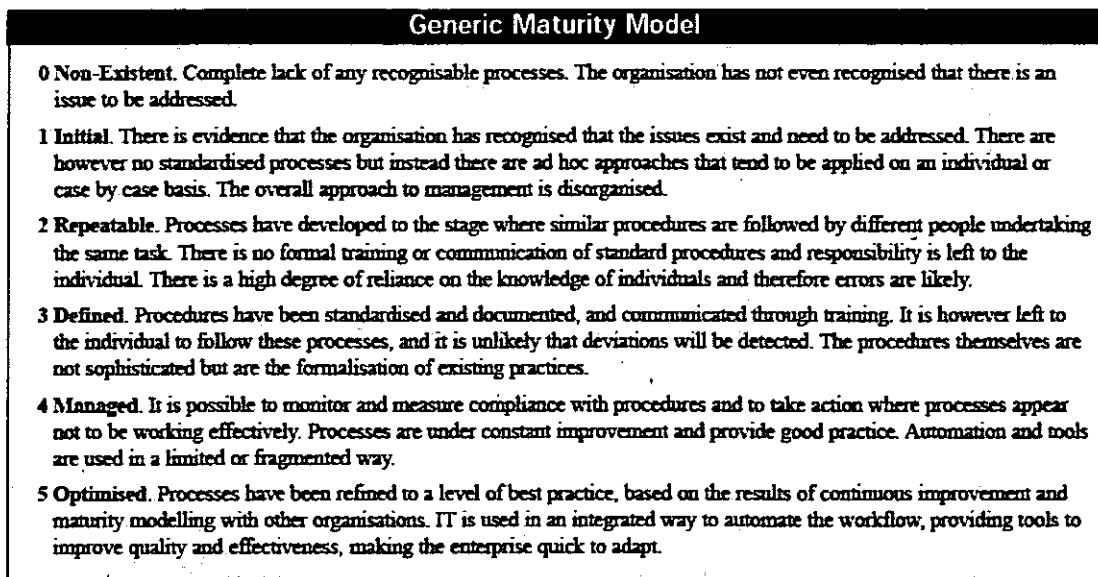 Generic Maturity Model
0 Non-Existent. Complete lack of any recognisable processes. The organisation has not even recognised that there is an
issue to be addressed.
1 Initial. There is evidence that the organisation has recognised that the issues exist and need to be addressed. There are
however no standardised processes but instead there are ad hoc approaches that tend to be applied on an individual or
case by case basis. The overall approach to management is disorganised.
2 Repeatable. Processes have developed to the stage where similar procedures are followed by different people undertaking
the same task. There is no formal training or communication of standard procedures and responsibility is left to the
individual. There is a high degree of reliance on the knowledge of individuals and therefore errors are likely.
3 Defined. Procedures have been standardised and documented, and communicated through training. It is however left to
the individual to follow these processes, and it is unlikely that deviations will be detected. The procedures themselves are
not sophisticated but are the formalisation of existing practices.
4 Managed. It is possible to monitor and measure compliance with procedures and to take action where processes appear
not to be working effectively. Processes are under constant improvement and provide good practice. Automation and tools
are used in a limited or fragmented way.
5 Optimised. Processes have been refined to a level of best practice, based on the results of continuous improvement and
maturity modelling with other organisations. IT is used in an integrated way to automate the workflow, providing tools to
improve quality and effectiveness, making the enterprise quick to adapt.